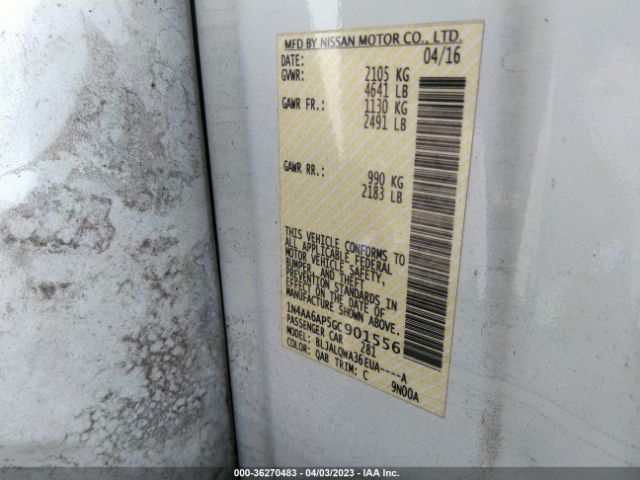 MFD BY NISSAN MOTOR CO., LTD.
DATE: 04/16
GVWR: 2105 KG
4641 LB
GAWR FR.: 1130 KG
2491 LB
GAWR RR.: 990 KG
2183 LB
THIS VEHICLE CONFORMS TO
ALL APPLICABLE FEDERAL
MOTOR VEHICLE SAFETY,
BUMPER, AND THEFT
PREVENTION STANDARDS IN
EFFECT ON THE DATE OF
MANUFACTURE SHOWN ABOVE.
1N4AA6AP5GC901556
PASSENGER CAR 281
MODEL: BLJALQWA36EUA----A
COLOR: QAB TRIM: C 9N00A
000-36270483 - 04/03/2023 - IAA Inc.